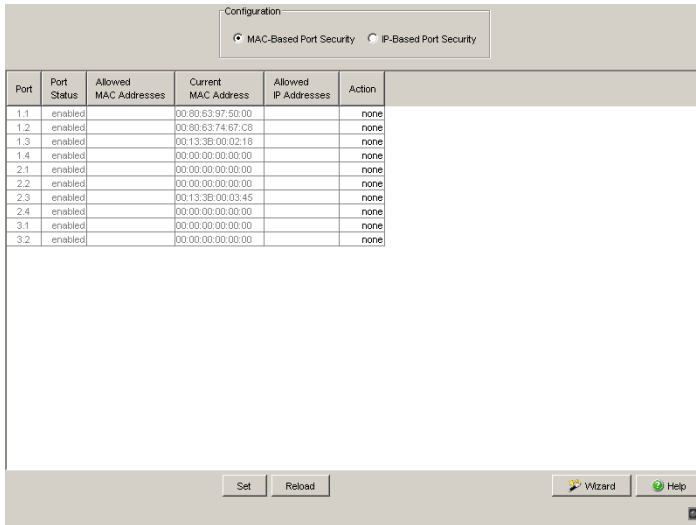 Configuration
MAC-Based Port Security IP-Based Port Security
Port Port Status Allowed MAC Addresses Current MAC Address Allowed IP Addresses Action
1.1 enabled 00:80:63:97:50:00 none
1.2 enabled 00:80:63:74:67:C8 none
1.3 enabled 00:13:3B:00:02:18 none
1.4 enabled 00:00:00:00:00:00 none
2.1 enabled 00:00:00:00:00:00 none
2.2 enabled 00:00:00:00:00:00 none
2.3 enabled 00:13:3B:00:03:45 none
2.4 enabled 00:00:00:00:00:00 none
3.1 enabled 00:00:00:00:00:00 none
3.2 enabled 00:00:00:00:00:00 none
Set Reload Wizard Help